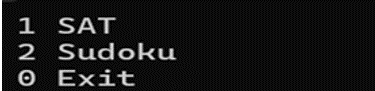 1 SAT
2 Sudoku
0 Exit